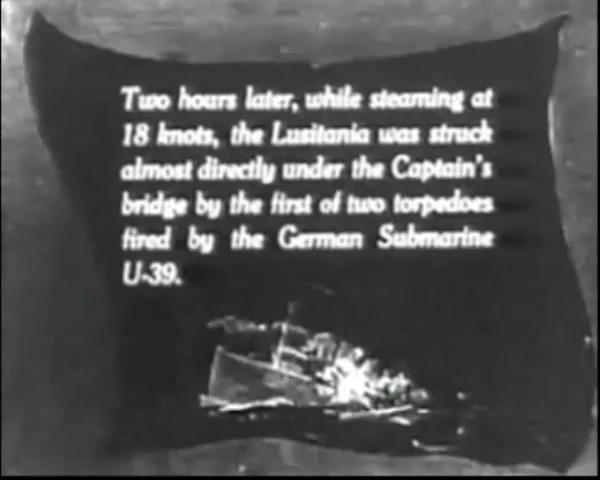 Two hours later, while steaming at
18 knots, the Lusitania was struck
almost directly under the Captain's
bridge by the first of two torpedoes
fired by the German Submarine
U-39.